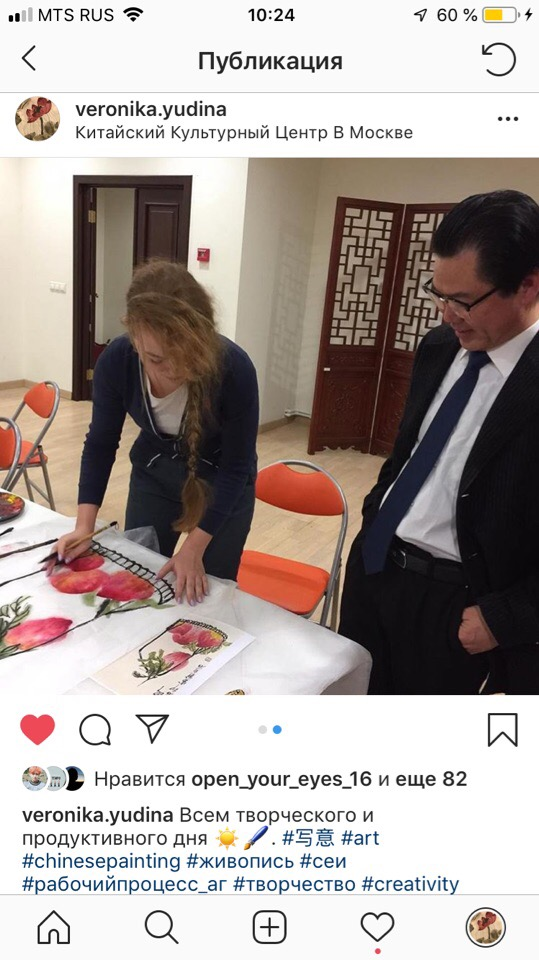 MTS RUS 10:24 60 %
Публикация
veronika.yudina
Китайский Культурный Центр В Москве
Нравится open_your_eyes_16 и еще 82
veronika.yudina Всем творческого и
продуктивного дня ☀️🖌. #写意 #art
#chinesepainting #живопись #сеи
#рабочийпроцесс_аг #творчество #creativity